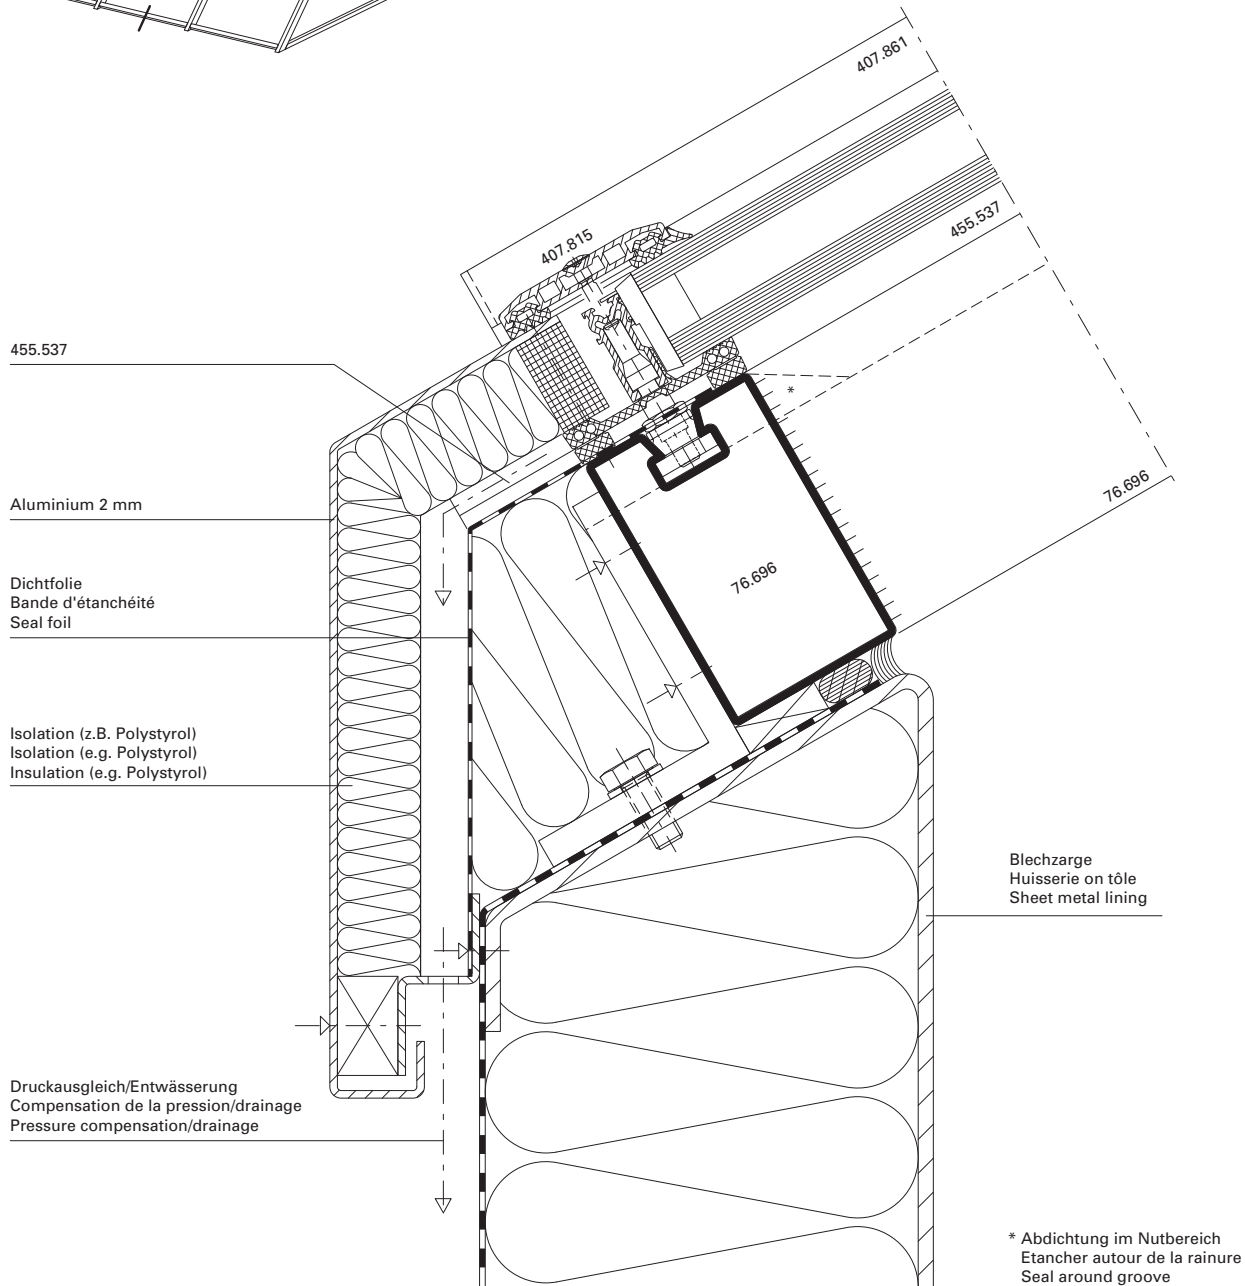 407.861
407.815
455.537
455.537
Aluminium 2 mm
*
76.696
76.696
Dichtfolie
Bande d'étanchéité
Seal foil
Isolation (z.B. Polystyrol)
Isolation (e.g. Polystyrol)
Insulation (e.g. Polystyrol)
Blechzarge
Huisserie on tôle
Sheet metal lining
Druckausgleich/Entwässerung
Compensation de la pression/drainage
Pressure compensation/drainage
* Abdichtung im Nutbereich
Etancher autour de la rainure
Seal around groove